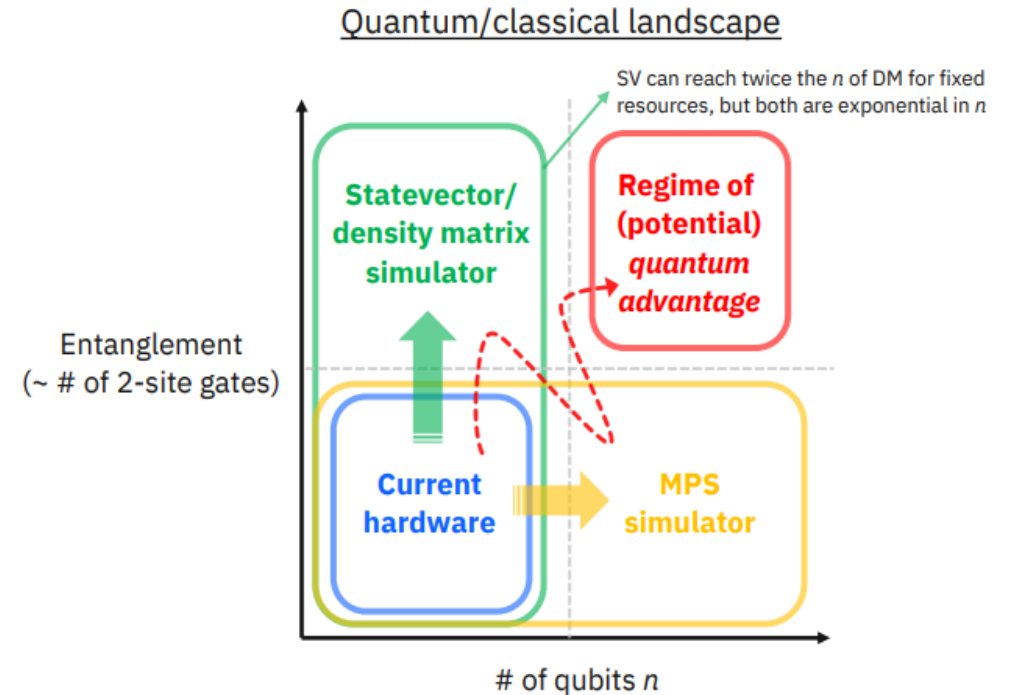 Quantum/classical landscape
SV can reach twice the n of DM for fixed
resources, but both are exponential in n
Statevector/
density matrix
simulator
Regime of
(potential)
quantum
advantage
Entanglement
(~ # of 2-site gates)
Current
hardware
MPS
simulator
# of qubits n